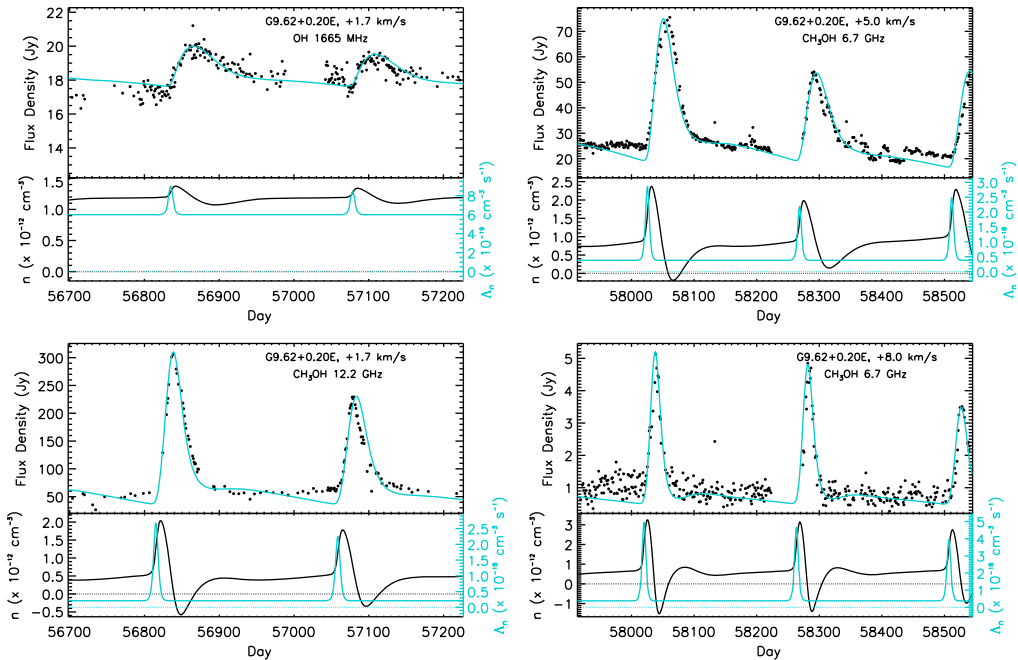 G9.62+0.20E, +1.7 km/s
OH 1665 MHz
Flux Density (Jy)
22
20
18
16
14
n (x 10⁻¹² cm⁻³)
1.5
1.0
0.5
0.0
8
6
4
2
0
Λₙ (x 10⁻¹⁹ cm⁻³ s⁻¹)
56700 56800 56900 57000 57100 57200
Day
G9.62+0.20E, +5.0 km/s
CH₃OH 6.7 GHz
Flux Density (Jy)
70
60
50
40
30
20
n (x 10⁻¹² cm⁻³)
2.5
2.0
1.5
1.0
0.5
0.0
3.0
2.5
2.0
1.5
1.0
0.5
0.0
Λₙ (x 10⁻¹⁸ cm⁻³ s⁻¹)
58000 58100 58200 58300 58400 58500
Day
G9.62+0.20E, +1.7 km/s
CH₃OH 12.2 GHz
Flux Density (Jy)
300
250
200
150
100
50
n (x 10⁻¹² cm⁻³)
2.0
1.5
1.0
0.5
0.0
−0.5
2.5
2.0
1.5
1.0
0.5
0.0
Λₙ (x 10⁻¹⁸ cm⁻³ s⁻¹)
56700 56800 56900 57000 57100 57200
Day
G9.62+0.20E, +8.0 km/s
CH₃OH 6.7 GHz
Flux Density (Jy)
5
4
3
2
1
n (x 10⁻¹² cm⁻³)
3
2
1
0
−1
5
4
3
2
1
0
Λₙ (x 10⁻¹⁸ cm⁻³ s⁻¹)
58000 58100 58200 58300 58400 58500
Day